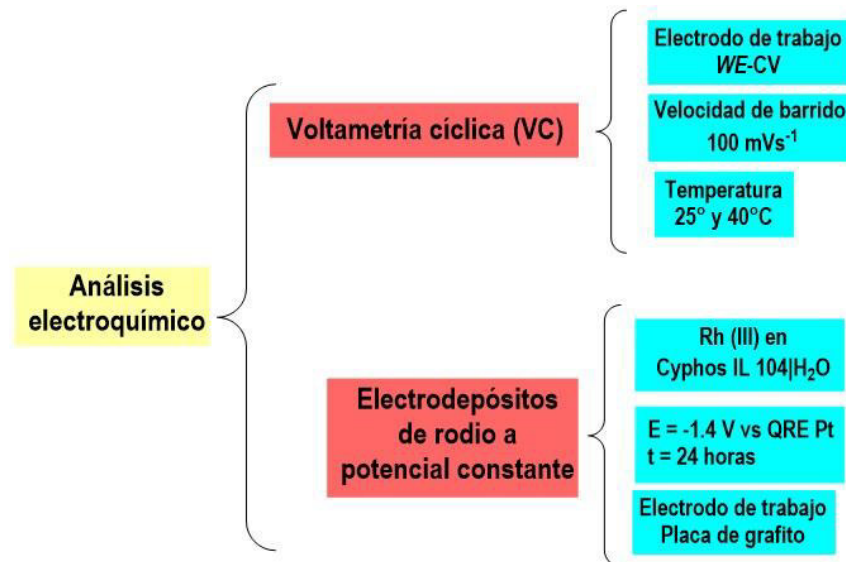 Análisis
electroquímico
Voltametría cíclica (VC)
Electrodo de trabajo
WE-CV
Velocidad de barrido
100 mVs⁻¹
Temperatura
25° y 40°C
Electrodepósitos
de rodio a
potencial constante
Rh (III) en
Cyphos IL 104|H₂O
E = -1.4 V vs QRE Pt
t = 24 horas
Electrodo de trabajo
Placa de grafito